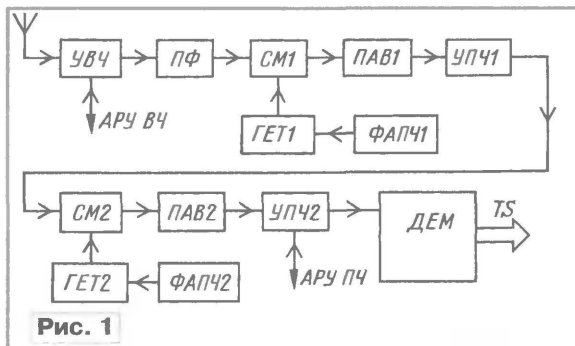 УВЧ
ПФ
СМ1
ПАВ1
УПЧ1
АРУ ВЧ
ГЕТ1
ФАПЧ1
СМ2
ПАВ2
УПЧ2
ДЕМ
TS
ГЕТ2
ФАПЧ2
АРУ ПЧ
Рис. 1